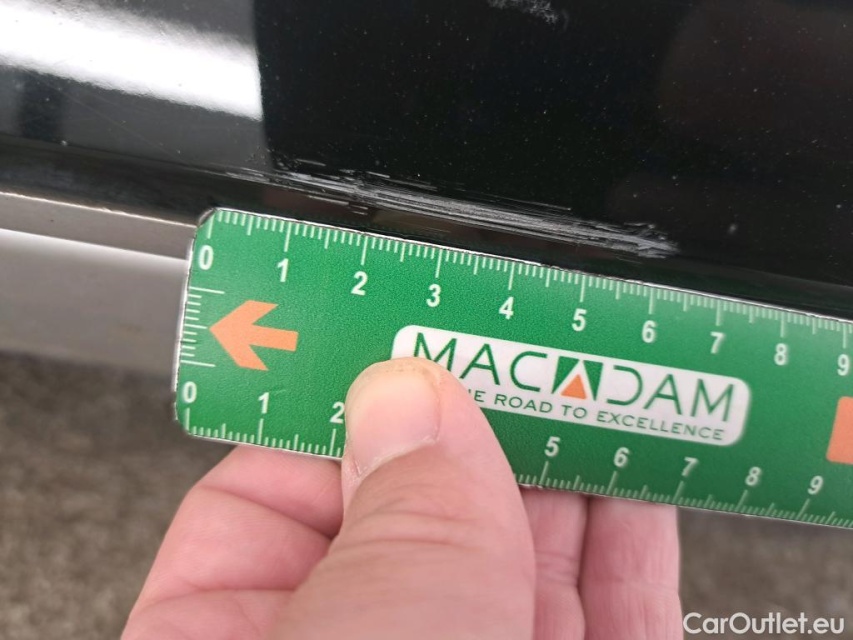 0 1 2 3 4 5 6 7 8 9
MACADAM
E ROAD TO EXCELLENCE
0 1 2 5 6 7 8 9
CarOutlet.eu